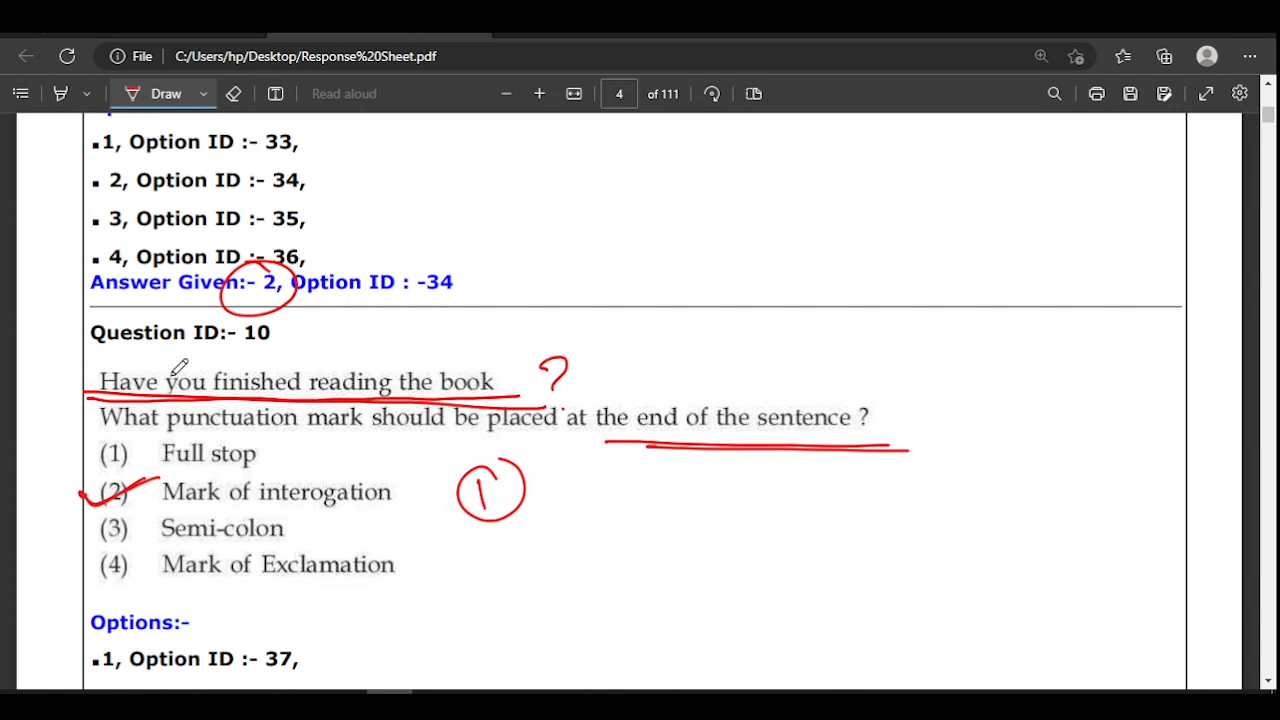 File C:/Users/hp/Desktop/Response%20Sheet.pdf
Draw Read aloud 4 of 111
1, Option ID :- 33,
2, Option ID :- 34,
3, Option ID :- 35,
4, Option ID :- 36,
Answer Given:- 2, Option ID : -34
Question ID:- 10
Have you finished reading the book ?
What punctuation mark should be placed at the end of the sentence ?
(1) Full stop
(2) Mark of interogation 1
(3) Semi-colon
(4) Mark of Exclamation
Options:-
1, Option ID :- 37,